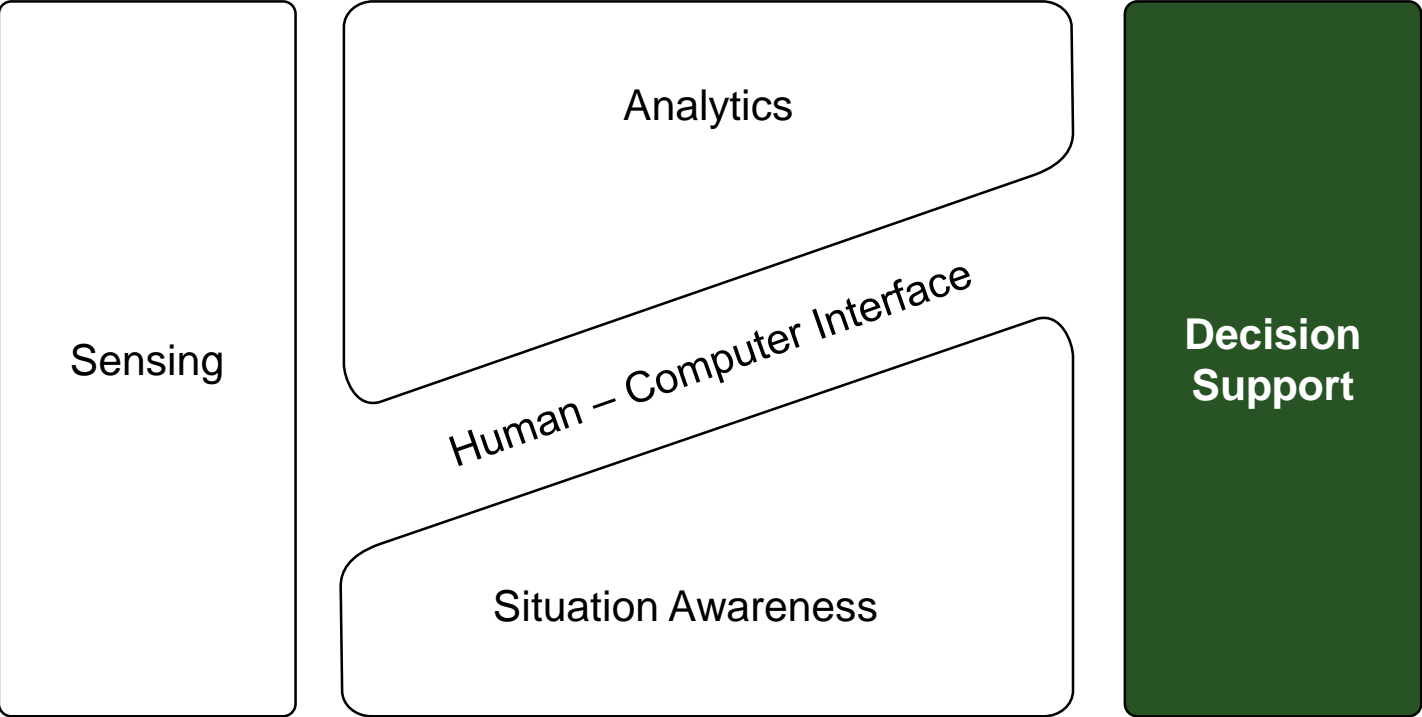 Sensing
Analytics
Human – Computer Interface
Situation Awareness
Decision
Support